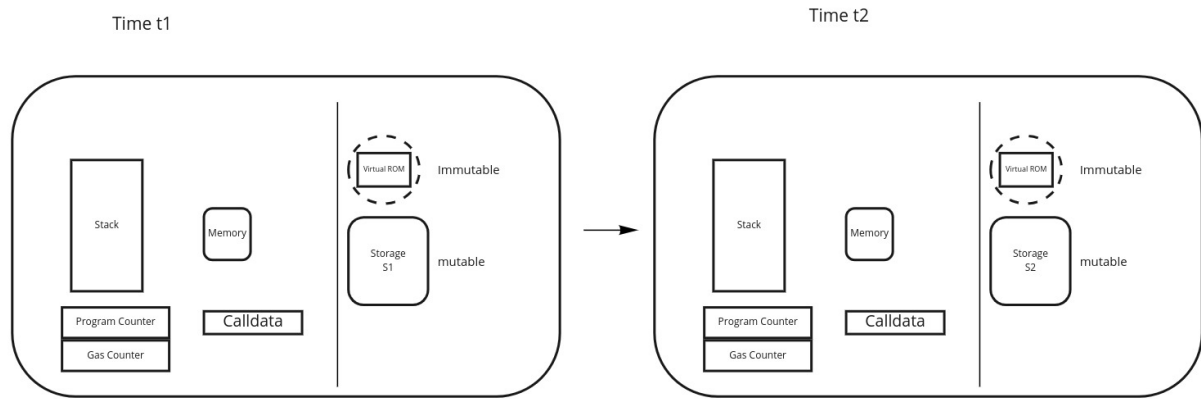 Time t1
Time t2
Virtual ROM
Immutable
Stack
Memory
Storage
S1
mutable
Program Counter
Calldata
Gas Counter
Virtual ROM
Immutable
Stack
Memory
Storage
S2
mutable
Program Counter
Calldata
Gas Counter